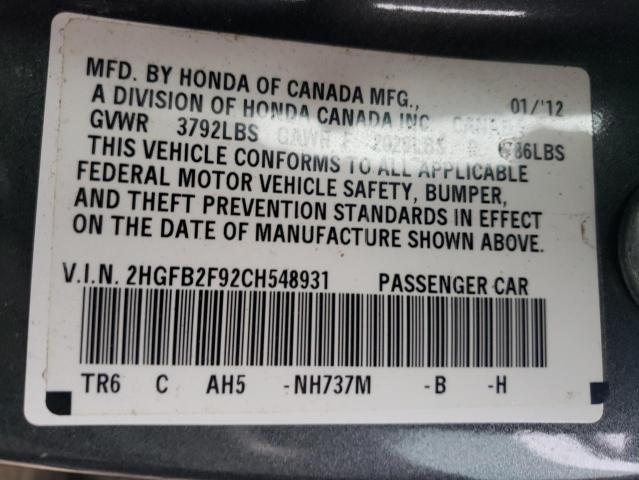 MFD. BY HONDA OF CANADA MFG., 01/'12
A DIVISION OF HONDA CANADA INC.
GVWR 3792LBS GAWR F 2028LBS R
THIS VEHICLE CONFORMS TO ALL APPLICABLE
FEDERAL MOTOR VEHICLE SAFETY, BUMPER,
AND THEFT PREVENTION STANDARDS IN EFFECT
ON THE DATE OF MANUFACTURE SHOWN ABOVE.
V.I.N. 2HGFB2F92CH548931 PASSENGER CAR
TR6 C AH5 -NH737M -B -H